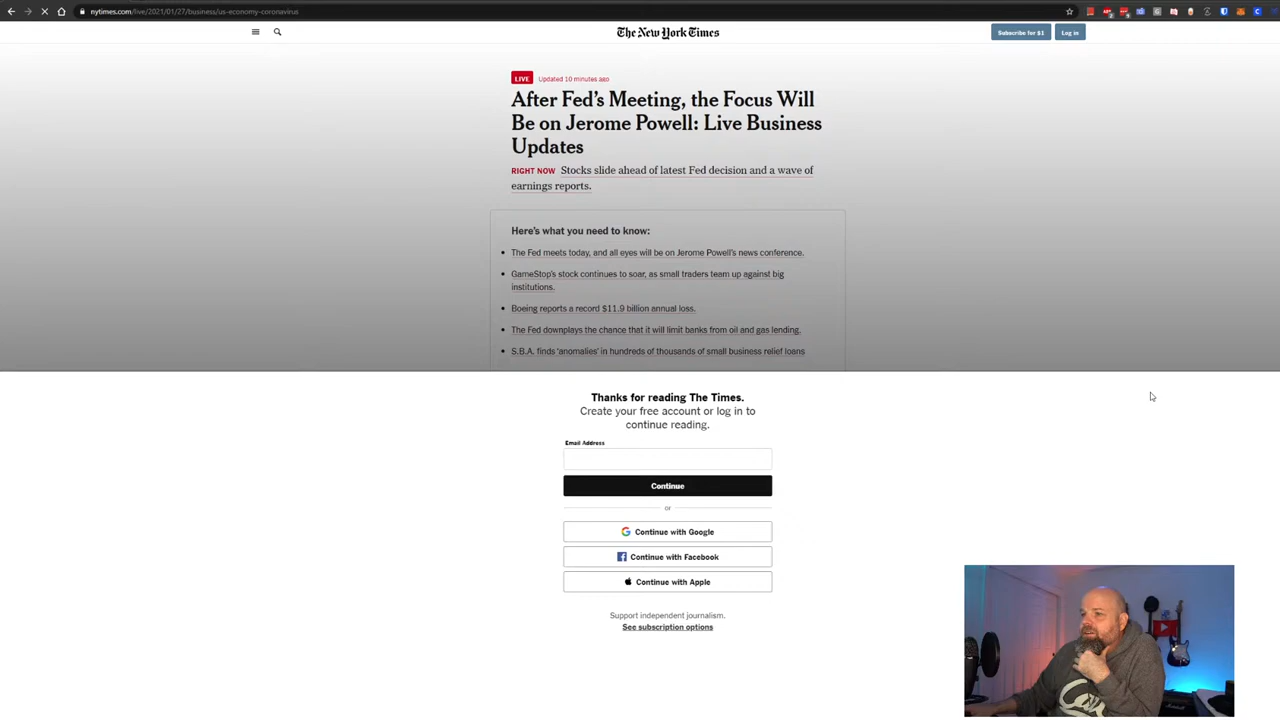 nytimes.com/live/2021/01/27/business/us-economy-coronavirus
The New York Times
Subscribe for $1
Log in
LIVE Updated 10 minutes ago
After Fed's Meeting, the Focus Will
Be on Jerome Powell: Live Business
Updates
RIGHT NOW Stocks slide ahead of latest Fed decision and a wave of
earnings reports.
Here's what you need to know:
The Fed meets today, and all eyes will be on Jerome Powell's news conference.
GameStop's stock continues to soar, as small traders team up against big
institutions.
Boeing reports a record $11.9 billion annual loss.
The Fed downplays the chance that it will limit banks from oil and gas lending.
S.B.A. finds 'anomalies' in hundreds of thousands of small business relief loans
Thanks for reading The Times.
Create your free account or log in to
continue reading.
Email Address
Continue
or
Continue with Google
Continue with Facebook
Continue with Apple
Support independent journalism.
See subscription options